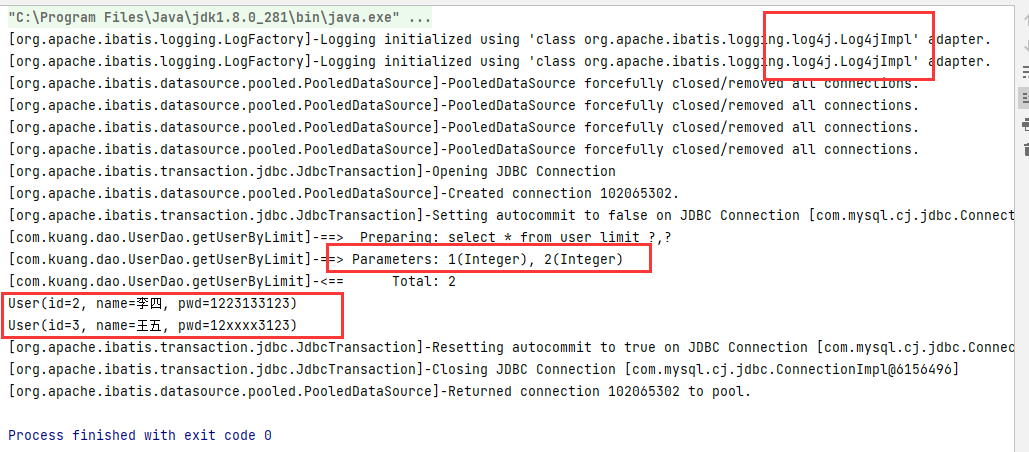 "C:\Program Files\Java\jdk1.8.0_281\bin\java.exe" ...
[org.apache.ibatis.logging.LogFactory]-Logging initialized using 'class org.apache.ibatis.logging.log4j.Log4jImpl' adapter.
[org.apache.ibatis.logging.LogFactory]-Logging initialized using 'class org.apache.ibatis.logging.log4j.Log4jImpl' adapter.
[org.apache.ibatis.datasource.pooled.PooledDataSource]-PooledDataSource forcefully closed/removed all connections.
[org.apache.ibatis.datasource.pooled.PooledDataSource]-PooledDataSource forcefully closed/removed all connections.
[org.apache.ibatis.datasource.pooled.PooledDataSource]-PooledDataSource forcefully closed/removed all connections.
[org.apache.ibatis.datasource.pooled.PooledDataSource]-PooledDataSource forcefully closed/removed all connections.
[org.apache.ibatis.transaction.jdbc.JdbcTransaction]-Opening JDBC Connection
[org.apache.ibatis.datasource.pooled.PooledDataSource]-Created connection 102065302.
[org.apache.ibatis.transaction.jdbc.JdbcTransaction]-Setting autocommit to false on JDBC Connection [com.mysql.cj.jdbc.Connect
[com.kuang.dao.UserDao.getUserByLimit]-==>  Preparing: select * from user limit ?,?
[com.kuang.dao.UserDao.getUserByLimit]-==> Parameters: 1(Integer), 2(Integer)
[com.kuang.dao.UserDao.getUserByLimit]-<==      Total: 2
User(id=2, name=李四, pwd=1223133123)
User(id=3, name=王五, pwd=12xxxx3123)
[org.apache.ibatis.transaction.jdbc.JdbcTransaction]-Resetting autocommit to true on JDBC Connection [com.mysql.cj.jdbc.Connec
[org.apache.ibatis.transaction.jdbc.JdbcTransaction]-Closing JDBC Connection [com.mysql.cj.jdbc.ConnectionImpl@6156496]
[org.apache.ibatis.datasource.pooled.PooledDataSource]-Returned connection 102065302 to pool.
Process finished with exit code 0